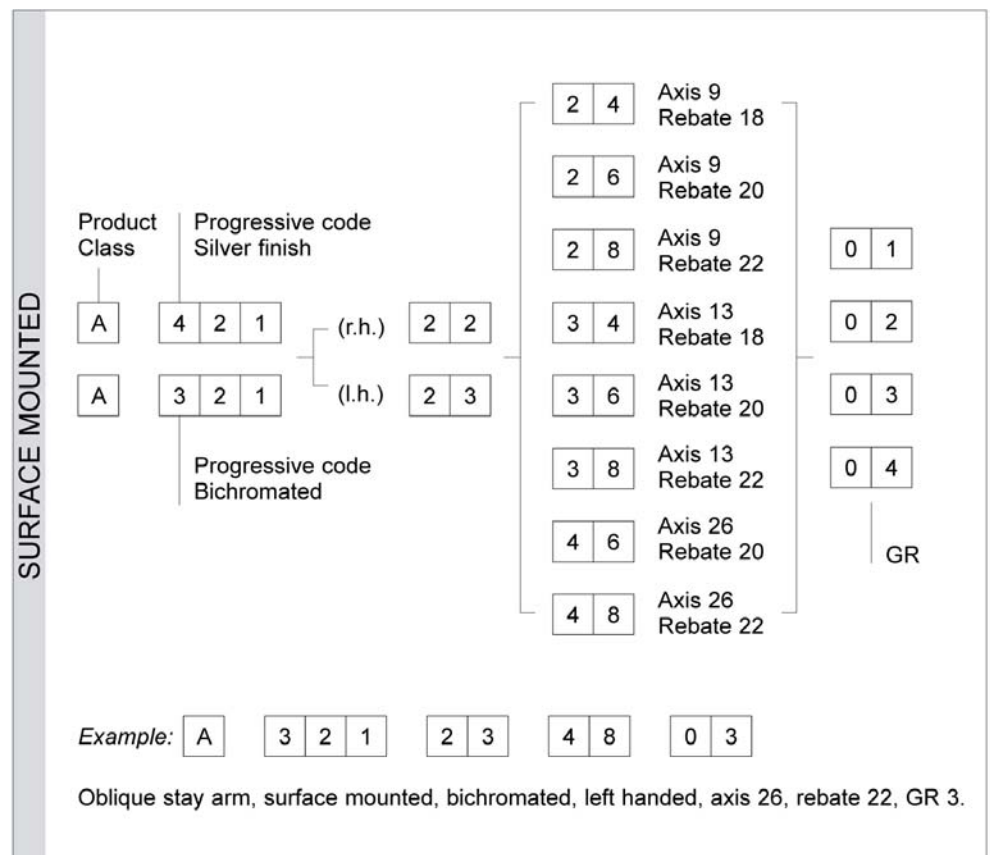 SURFACE MOUNTED
Product
Class
Progressive code
Silver finish
A 4 2 1
A 3 2 1
Progressive code
Bichromated
(r.h.) 2 2
(l.h.) 2 3
2 4 Axis 9
Rebate 18
2 6 Axis 9
Rebate 20
2 8 Axis 9
Rebate 22
3 4 Axis 13
Rebate 18
3 6 Axis 13
Rebate 20
3 8 Axis 13
Rebate 22
4 6 Axis 26
Rebate 20
4 8 Axis 26
Rebate 22
0 1
0 2
0 3
0 4
GR
Example: A 3 2 1 2 3 4 8 0 3
Oblique stay arm, surface mounted, bichromated, left handed, axis 26, rebate 22, GR 3.